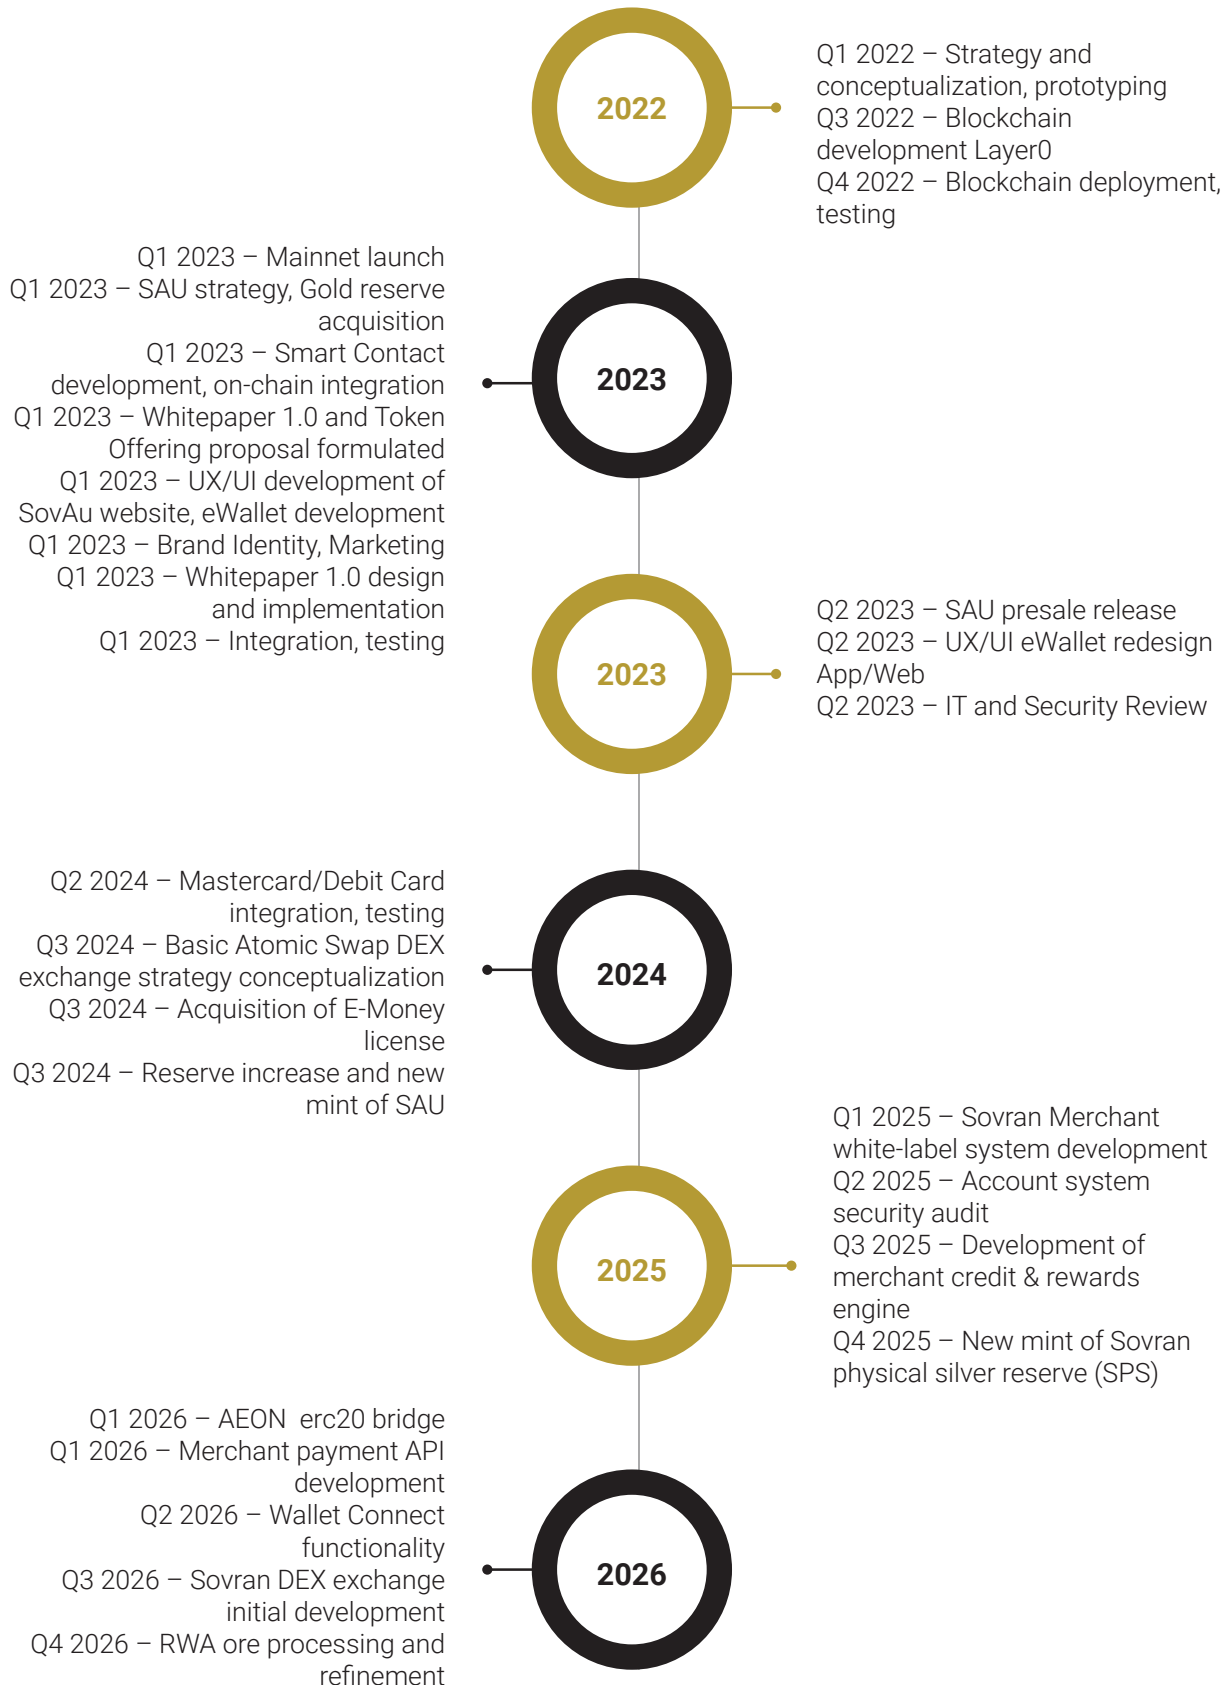 2022
Q1 2022 – Strategy and
conceptualization, prototyping
Q3 2022 – Blockchain
development Layer0
Q4 2022 – Blockchain deployment,
testing
Q1 2023 – Mainnet launch
Q1 2023 – SAU strategy, Gold reserve
acquisition
Q1 2023 – Smart Contact
development, on-chain integration
Q1 2023 – Whitepaper 1.0 and Token
Offering proposal formulated
Q1 2023 – UX/UI development of
SovAu website, eWallet development
Q1 2023 – Brand Identity, Marketing
Q1 2023 – Whitepaper 1.0 design
and implementation
Q1 2023 – Integration, testing
2023
2023
Q2 2023 – SAU presale release
Q2 2023 – UX/UI eWallet redesign
App/Web
Q2 2023 – IT and Security Review
Q2 2024 – Mastercard/Debit Card
integration, testing
Q3 2024 – Basic Atomic Swap DEX
exchange strategy conceptualization
Q3 2024 – Acquisition of E-Money
license
Q3 2024 – Reserve increase and new
mint of SAU
2024
2025
Q1 2025 – Sovran Merchant
white-label system development
Q2 2025 – Account system
security audit
Q3 2025 – Development of
merchant credit & rewards
engine
Q4 2025 – New mint of Sovran
physical silver reserve (SPS)
Q1 2026 – AEON  erc20 bridge
Q1 2026 – Merchant payment API
development
Q2 2026 – Wallet Connect
functionality
Q3 2026 – Sovran DEX exchange
initial development
Q4 2026 – RWA ore processing and
refinement
2026